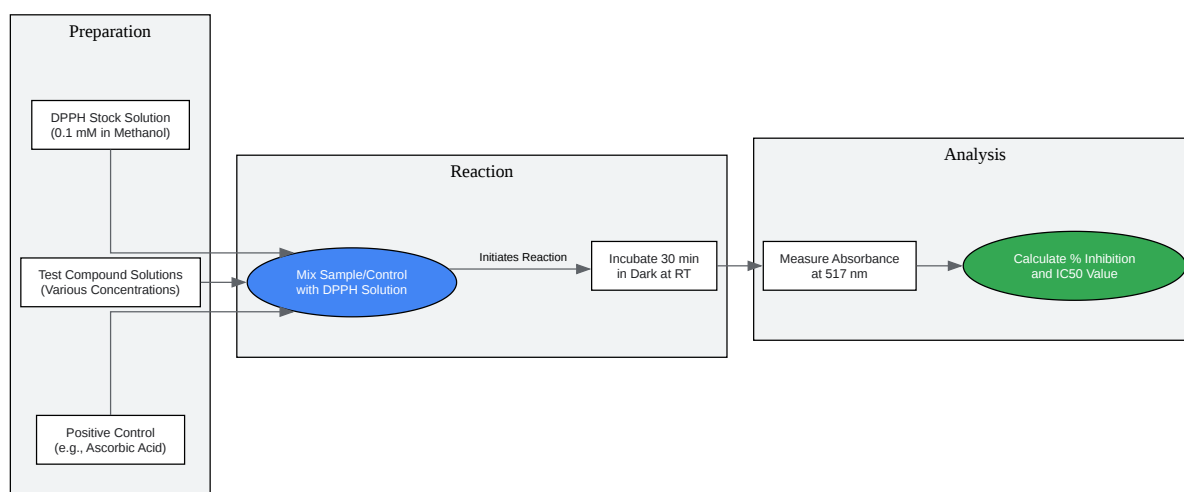 Preparation
DPPH Stock Solution
(0.1 mM in Methanol)
Test Compound Solutions
(Various Concentrations)
Positive Control
(e.g., Ascorbic Acid)
Reaction
Mix Sample/Control
with DPPH Solution
Initiates Reaction
Incubate 30 min
in Dark at RT
Analysis
Measure Absorbance
at 517 nm
Calculate % Inhibition
and IC50 Value